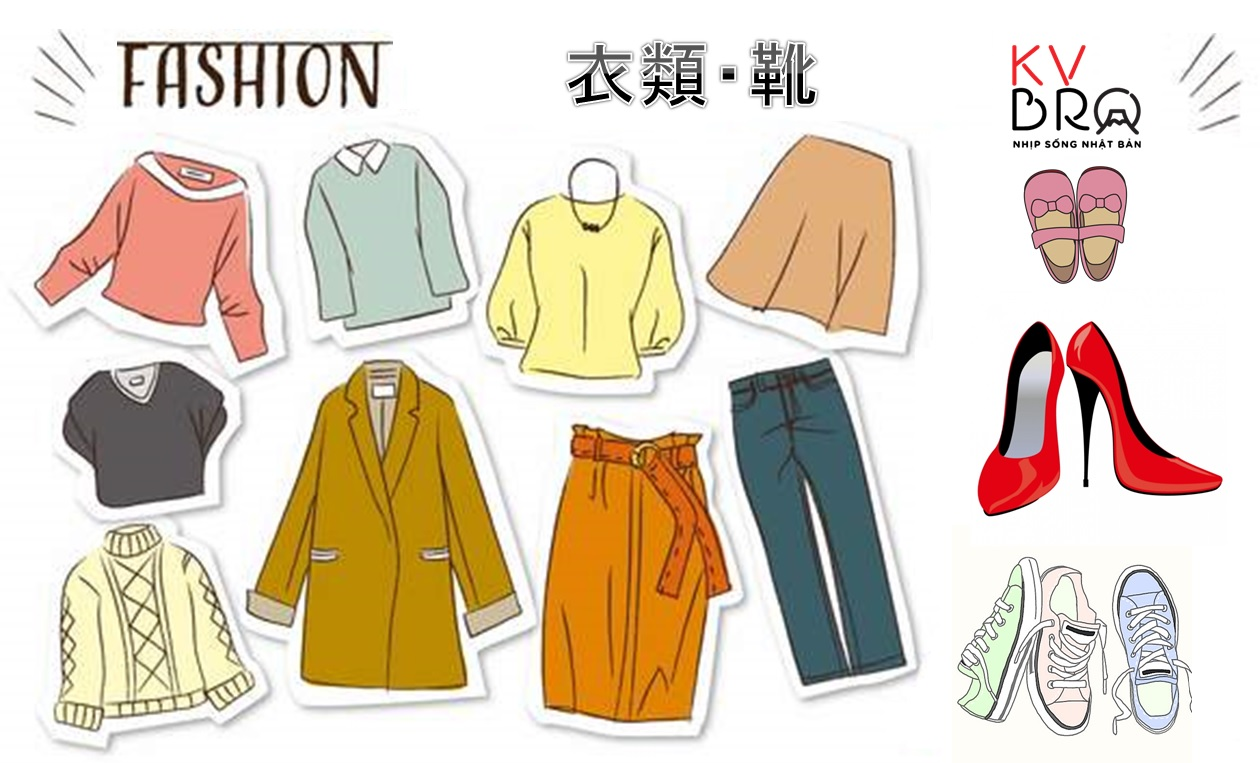 FASHION
衣類・靴
KV
BRO
NHỊP SỐNG NHẬT BẢN